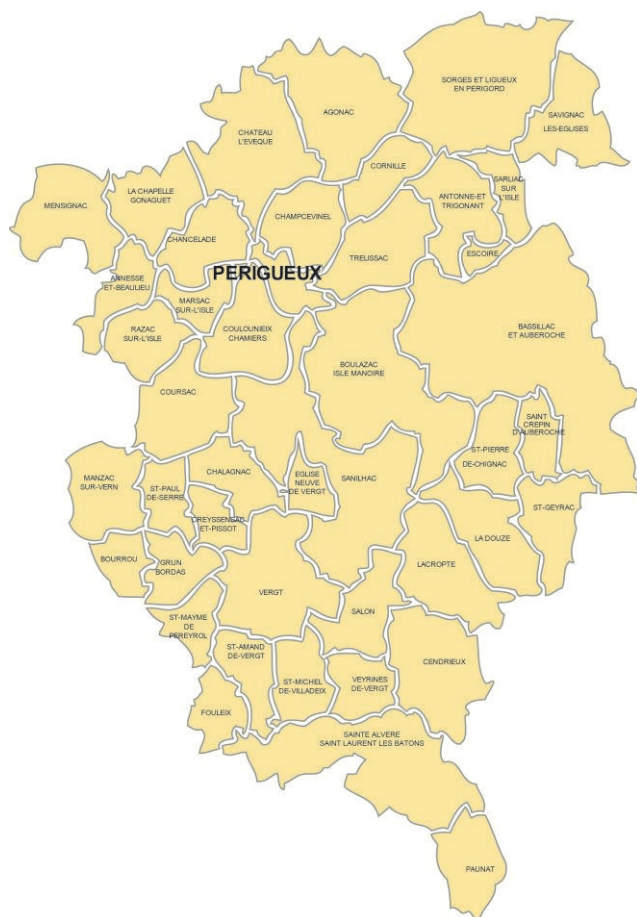 SORGES ET LIGUEUX
EN PERIGORD
SAVIGNAC
LES-EGLISES
AGONAC
CHATEAU
L'EVEQUE
CORNILLE
SARLIAC
SUR
L'ISLE
ANTONNE-ET
TRIGONANT
LA CHAPELLE
GONAGUET
MENSIGNAC
CHAMPCEVINEL
CHANCELADE
TRELISSAC
ESCOIRE
PERIGUEUX
ANNESSE
ET-BEAULIEU
MARSAC
SUR-L'ISLE
RAZAC
SUR-L'ISLE
COULOUNIEIX
CHAMIERS
BASSILLAC
ET AUBEROCHE
BOULAZAC
ISLE MANOIRE
COURSAC
SAINT
CREPIN
D'AUBEROCHE
ST-PIERRE
DE-CHIGNAC
CHALAGNAC
EGLISE
NEUVE
DE VERGT
SANILHAC
MANZAC
SUR-VERN
ST-PAUL
DE-SERRE
CREYSSENSAC
ET-PISSOT
ST-GEYRAC
LA DOUZE
BOURROU
GRUN
BORDAS
LACROPTE
VERGT
SALON
ST-MAYME
DE
PEREYROL
ST-AMAND
DE-VERGT
CENDRIEUX
ST-MICHEL
DE-VILLADEIX
VEYRINES
DE-VERGT
FOULEIX
SAINTE ALVERE
SAINT LAURENT LES BATONS
PAUNAT